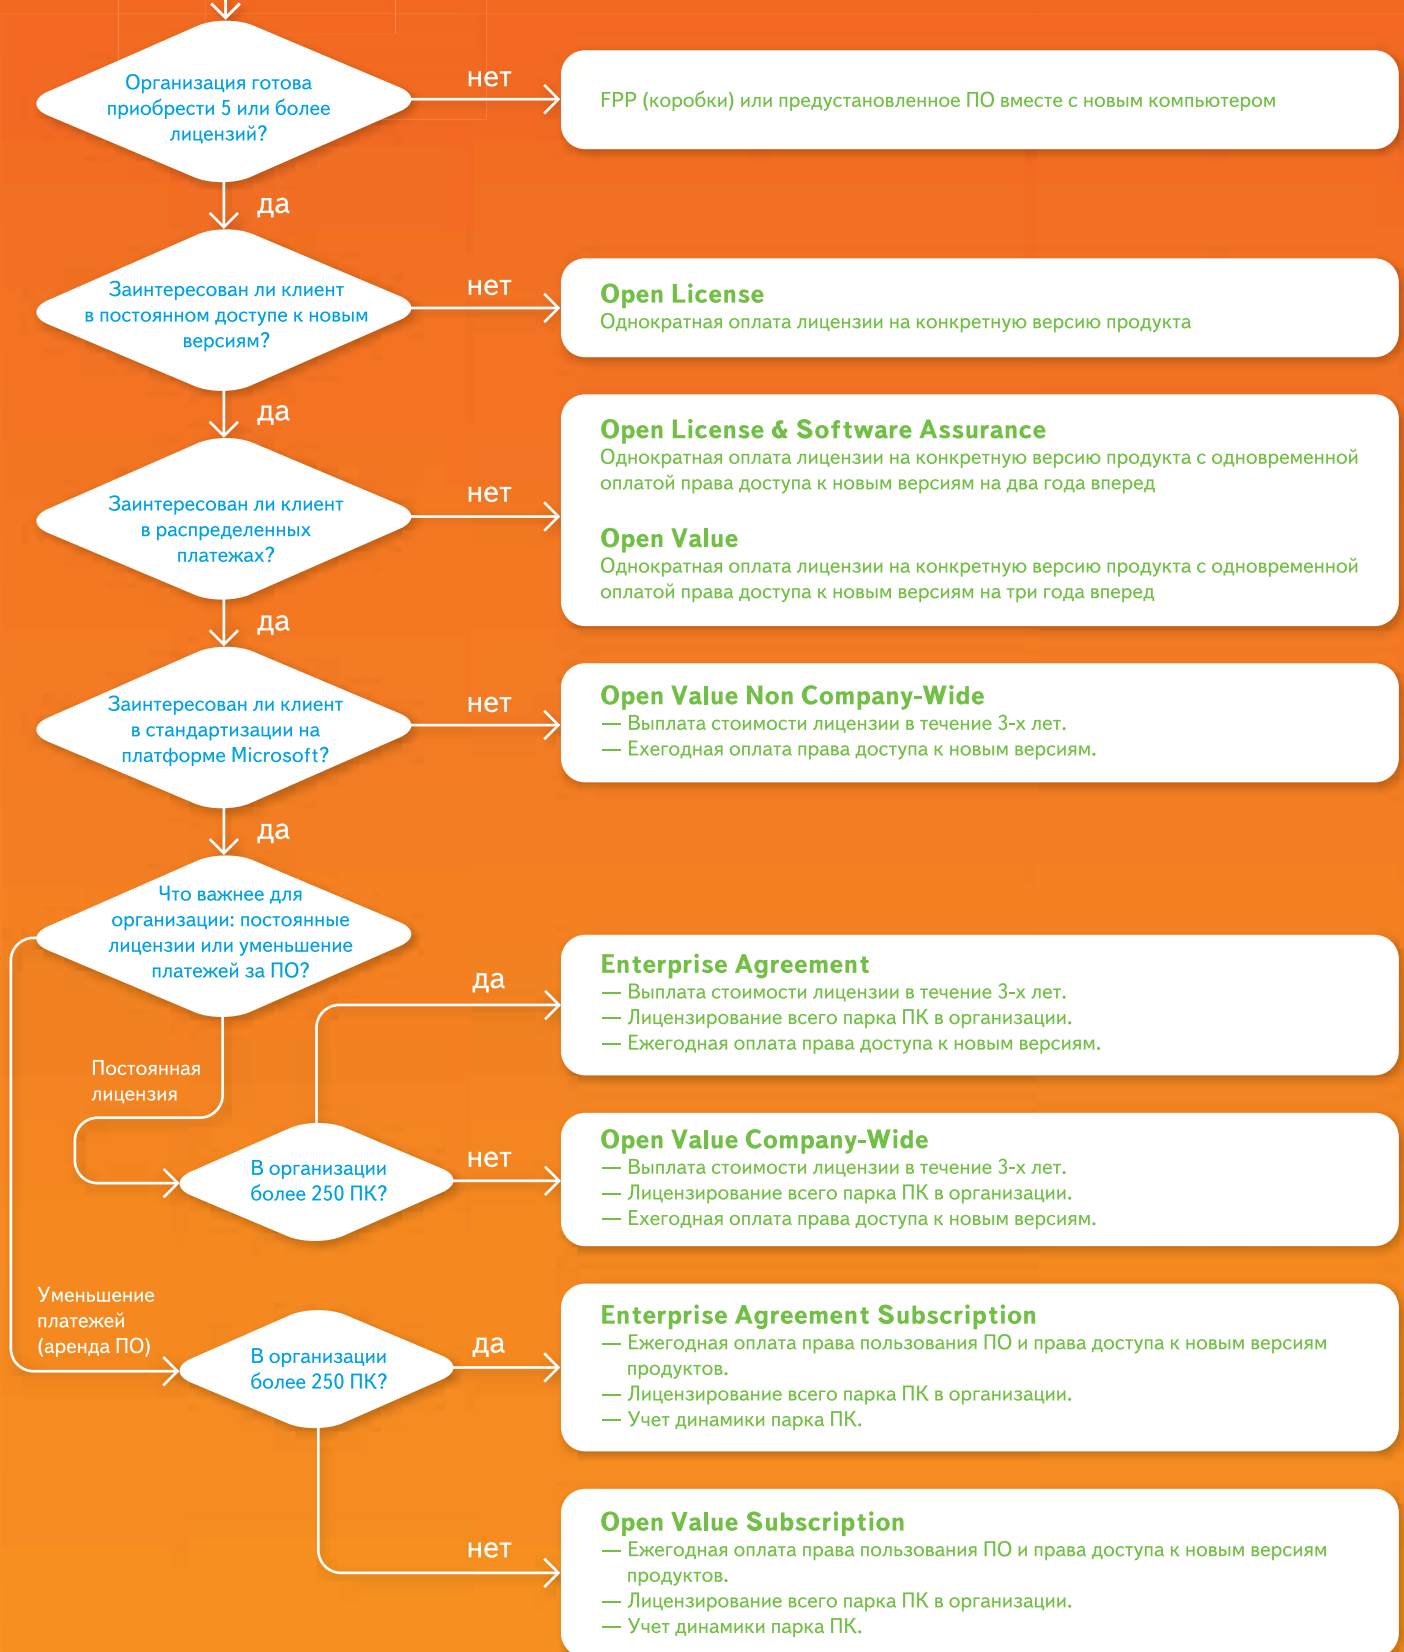 Организация готова
приобрести 5 или более
лицензий?
нет
FPP (коробки) или предустановленное ПО вместе с новым компьютером
да
Заинтересован ли клиент
в постоянном доступе к новым
версиям?
нет
Open License
Однократная оплата лицензии на конкретную версию продукта
да
Заинтересован ли клиент
в распределенных
платежах?
нет
Open License & Software Assurance
Однократная оплата лицензии на конкретную версию продукта с одновременной
оплатой права доступа к новым версиям на два года вперед
Open Value
Однократная оплата лицензии на конкретную версию продукта с одновременной
оплатой права доступа к новым версиям на три года вперед
да
Заинтересован ли клиент
в стандартизации на
платформе Microsoft?
нет
Open Value Non Company-Wide
— Выплата стоимости лицензии в течение 3-х лет.
— Ехегодная оплата права доступа к новым версиям.
да
Что важнее для
организации: постоянные
лицензии или уменьшение
платежей за ПО?
Постоянная
лицензия
да
Enterprise Agreement
— Выплата стоимости лицензии в течение 3-х лет.
— Лицензирование всего парка ПК в организации.
— Ежегодная оплата права доступа к новым версиям.
В организации
более 250 ПК?
нет
Open Value Company-Wide
— Выплата стоимости лицензии в течение 3-х лет.
— Лицензирование всего парка ПК в организации.
— Ехегодная оплата права доступа к новым версиям.
Уменьшение
платежей
(аренда ПО)
В организации
более 250 ПК?
да
Enterprise Agreement Subscription
— Ежегодная оплата права пользования ПО и права доступа к новым версиям
продуктов.
— Лицензирование всего парка ПК в организации.
— Учет динамики парка ПК.
нет
Open Value Subscription
— Ежегодная оплата права пользования ПО и права доступа к новым версиям
продуктов.
— Лицензирование всего парка ПК в организации.
— Учет динамики парка ПК.